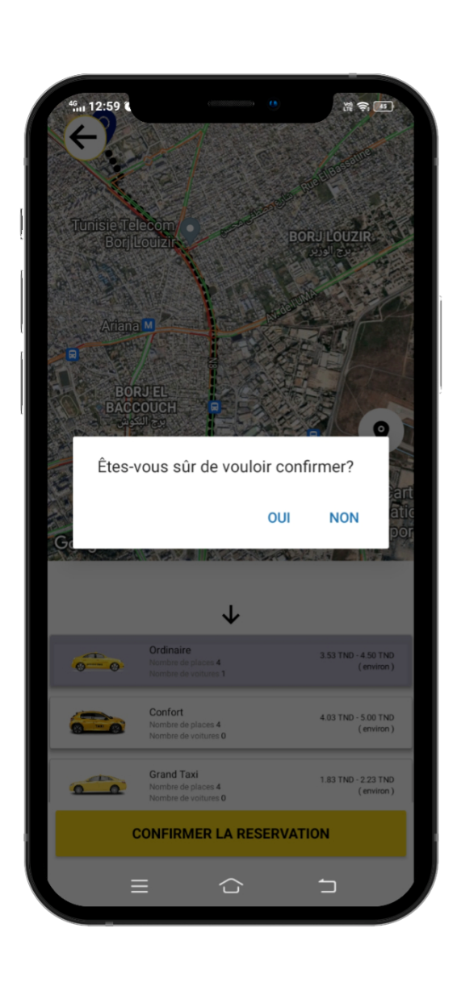 4G 12:59
Vo) LTE 45
Rue El Bassatine
Tunisie Telecom
Borj Louizir
BORJ LOUZIR
برج الوزير
Av. de l'UMA
Ariana M
BORJ EL
BACCOUCH
برج البكوش
Êtes-vous sûr de vouloir confirmer?
OUI NON
↓
Ordinaire
Nombre de places 4
Nombre de voitures 1
3.53 TND - 4.50 TND
( environ )
Confort
Nombre de places 4
Nombre de voitures 0
4.03 TND - 5.00 TND
( environ )
Grand Taxi
Nombre de places 4
Nombre de voitures 0
1.83 TND - 2.23 TND
( environ )
CONFIRMER LA RESERVATION